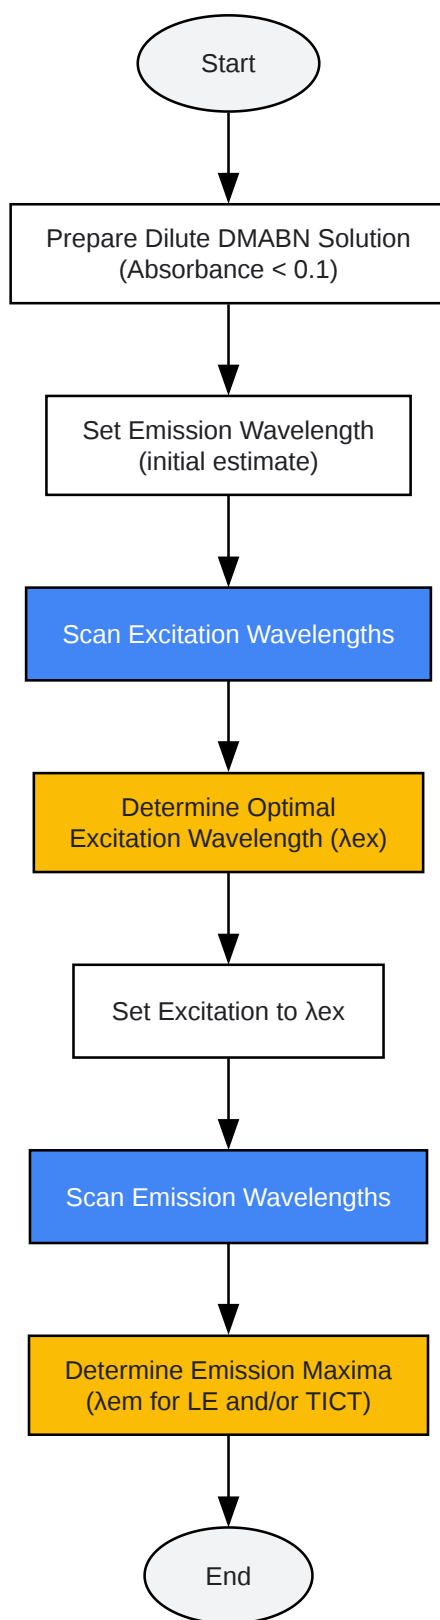 Start
Prepare Dilute DMABN Solution
(Absorbance < 0.1)
Set Emission Wavelength
(initial estimate)
Scan Excitation Wavelengths
Determine Optimal
Excitation Wavelength (λex)
Set Excitation to λex
Scan Emission Wavelengths
Determine Emission Maxima
(λem for LE and/or TICT)
End